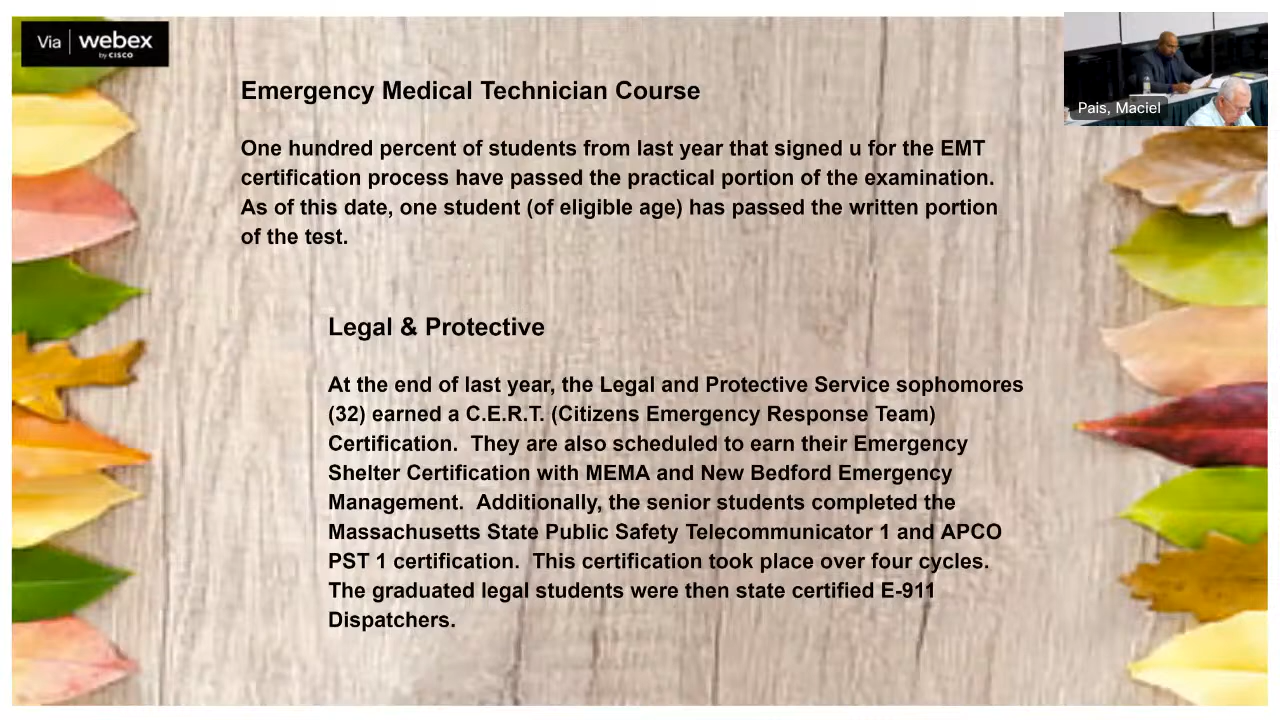 Via webex
by CISCO
Pais, Maciel
Emergency Medical Technician Course
One hundred percent of students from last year that signed u for the EMT
certification process have passed the practical portion of the examination.
As of this date, one student (of eligible age) has passed the written portion
of the test.
Legal & Protective
At the end of last year, the Legal and Protective Service sophomores
(32) earned a C.E.R.T. (Citizens Emergency Response Team)
Certification.  They are also scheduled to earn their Emergency
Shelter Certification with MEMA and New Bedford Emergency
Management.  Additionally, the senior students completed the
Massachusetts State Public Safety Telecommunicator 1 and APCO
PST 1 certification.  This certification took place over four cycles.
The graduated legal students were then state certified E-911
Dispatchers.